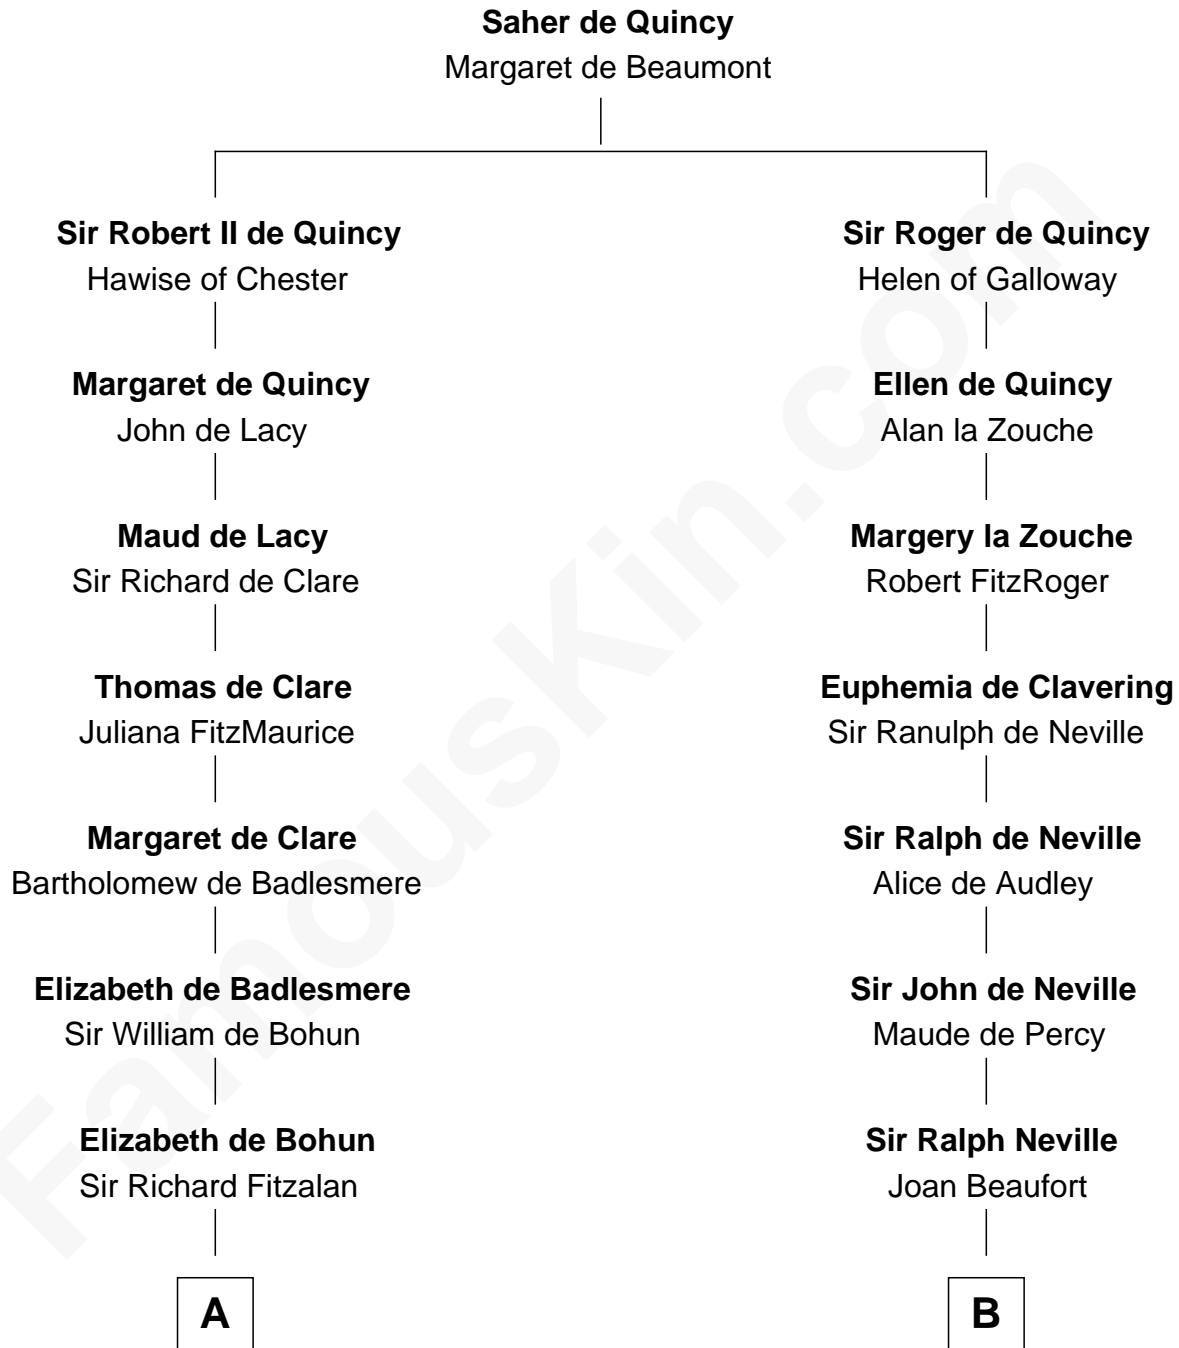 Saher de Quincy
Margaret de Beaumont
Sir Robert II de Quincy
Hawise of Chester
Sir Roger de Quincy
Helen of Galloway
Margaret de Quincy
John de Lacy
Ellen de Quincy
Alan la Zouche
Maud de Lacy
Sir Richard de Clare
Margery la Zouche
Robert FitzRoger
Thomas de Clare
Juliana FitzMaurice
Euphemia de Clavering
Sir Ranulph de Neville
Margaret de Clare
Bartholomew de Badlesmere
Sir Ralph de Neville
Alice de Audley
Elizabeth de Badlesmere
Sir William de Bohun
Sir John de Neville
Maude de Percy
Elizabeth de Bohun
Sir Richard Fitzalan
Sir Ralph Neville
Joan Beaufort
A
B
FamousKin.com